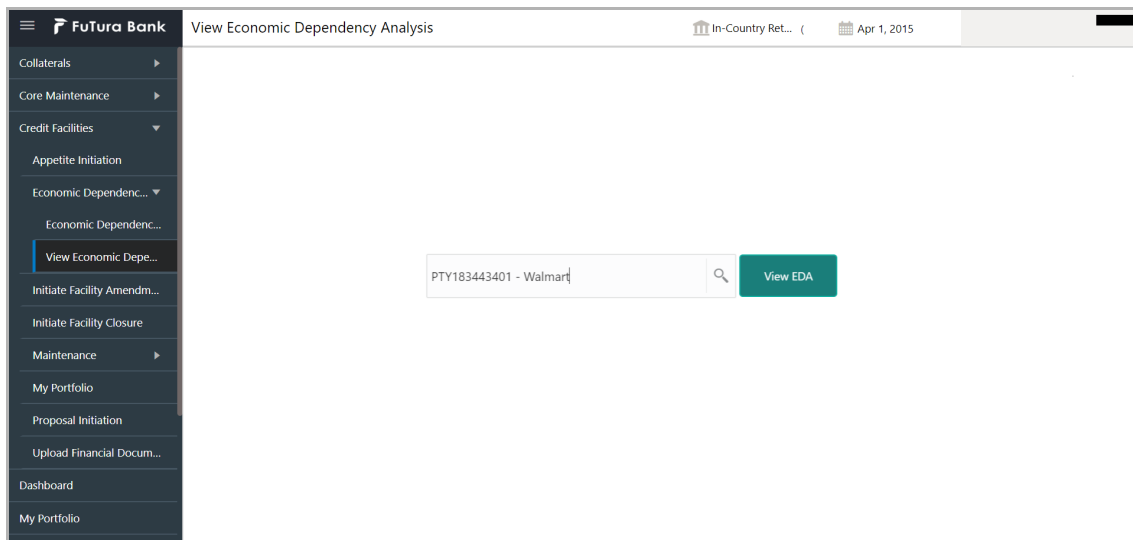 FuTura Bank
View Economic Dependency Analysis
In-Country Ret... (
Apr 1, 2015
Collaterals
Core Maintenance
Credit Facilities
Appetite Initiation
Economic Dependenc...
Economic Dependenc...
View Economic Depe...
Initiate Facility Amendm...
Initiate Facility Closure
Maintenance
My Portfolio
Proposal Initiation
Upload Financial Docum...
Dashboard
My Portfolio
PTY183443401 - Walmart
View EDA